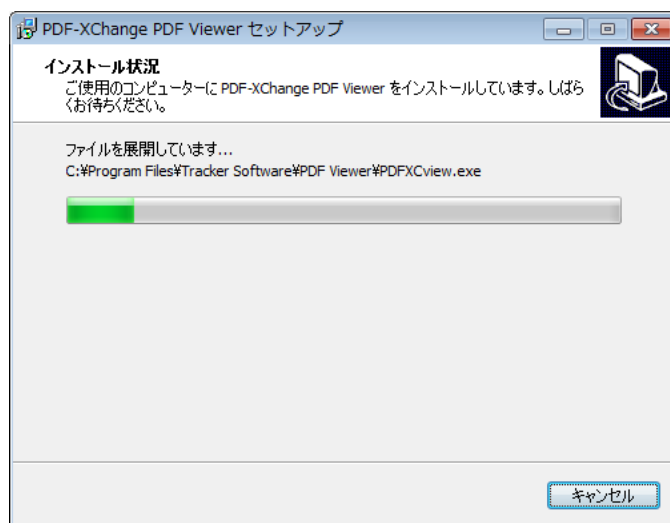 PDF-XChange PDF Viewer セットアップ
インストール状況
ご使用のコンピューターに PDF-XChange PDF Viewer をインストールしています。しばら
くお待ちください。
ファイルを展開しています...
C:¥Program Files¥Tracker Software¥PDF Viewer¥PDFXCview.exe
キャンセル